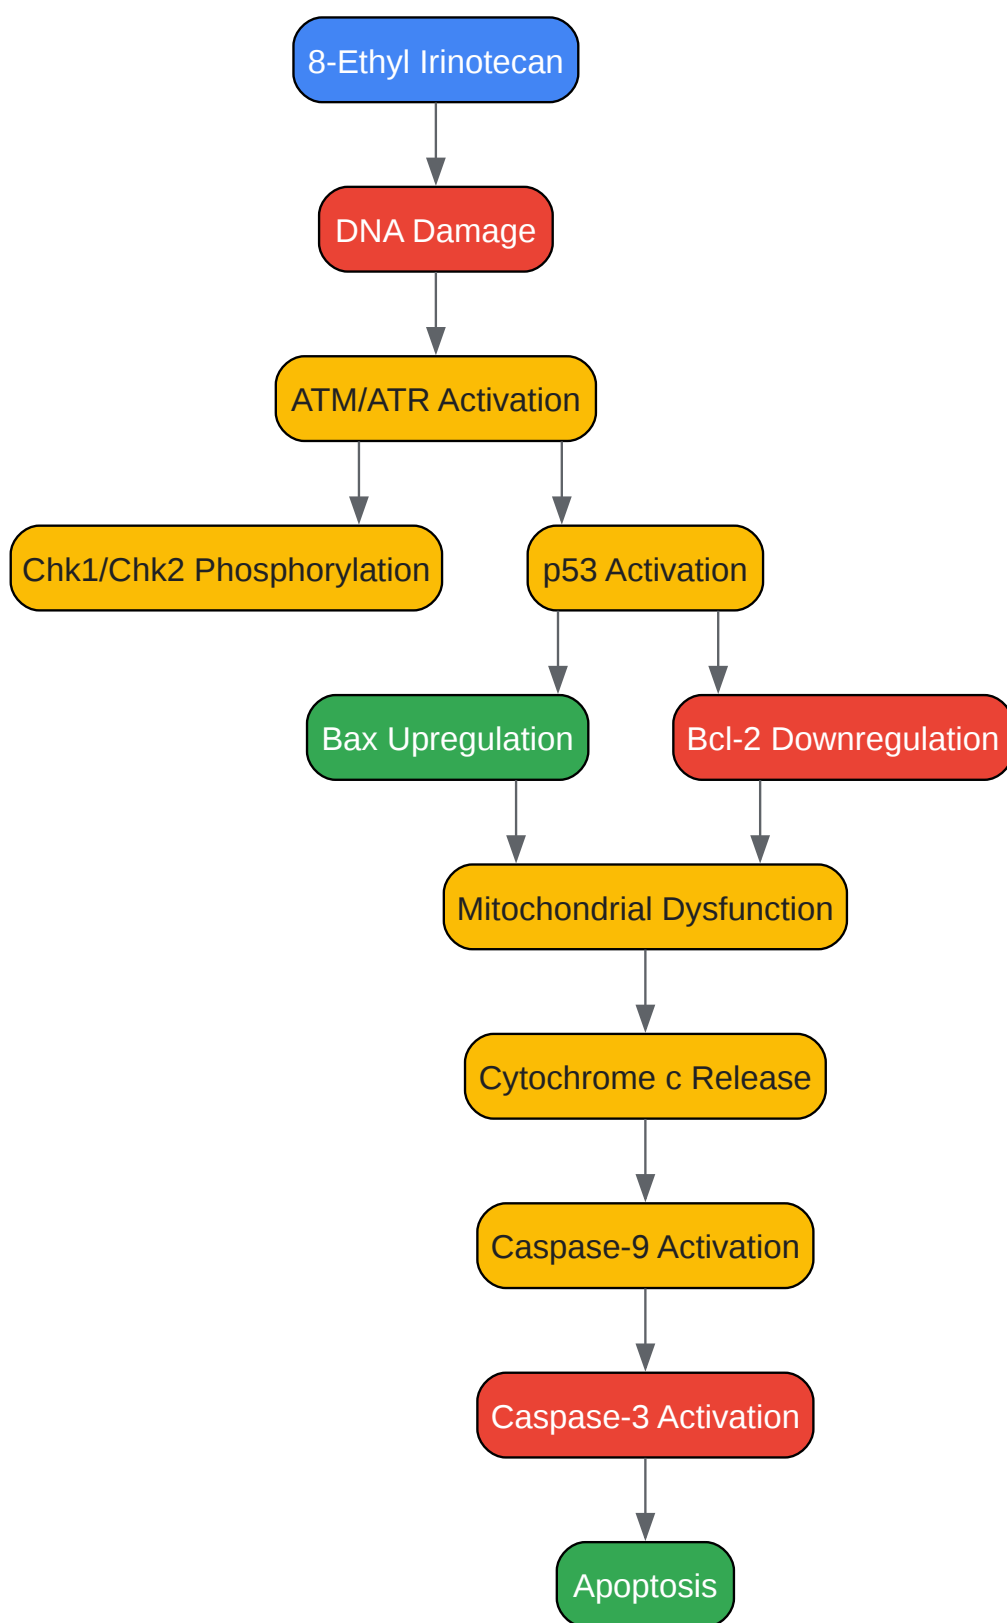 8-Ethyl Irinotecan
DNA Damage
ATM/ATR Activation
Chk1/Chk2 Phosphorylation
p53 Activation
Bax Upregulation
Bcl-2 Downregulation
Mitochondrial Dysfunction
Cytochrome c Release
Caspase-9 Activation
Caspase-3 Activation
Apoptosis